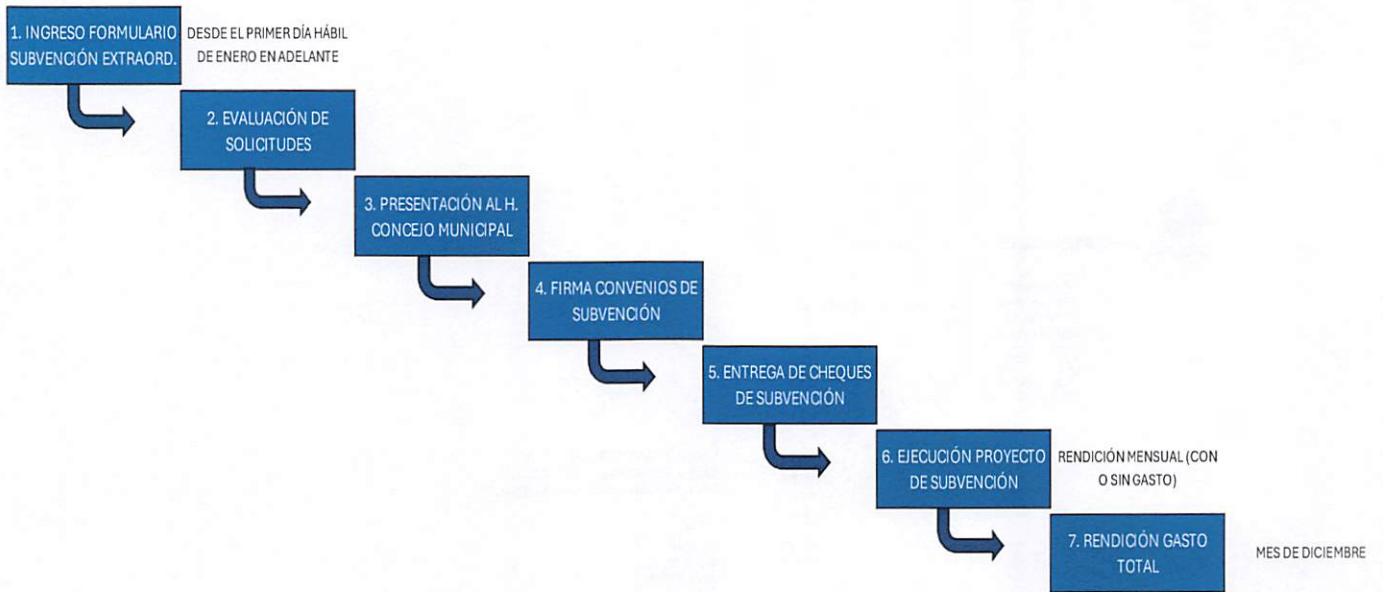 1. INGRESO FORMULARIO
SUBVENCIÓN EXTRAORD.
DESDE EL PRIMER DÍA HÁBIL
DE ENERO EN ADELANTE
2. EVALUACIÓN DE
SOLICITUDES
3. PRESENTACIÓN AL H.
CONCEJO MUNICIPAL
4. FIRMA CONVENIOS DE
SUBVENCIÓN
5. ENTREGA DE CHEQUES
DE SUBVENCIÓN
6. EJECUCIÓN PROYECTO
DE SUBVENCIÓN
RENDICIÓN MENSUAL (CON
O SIN GASTO)
7. RENDICIÓN GASTO
TOTAL
MES DE DICIEMBRE